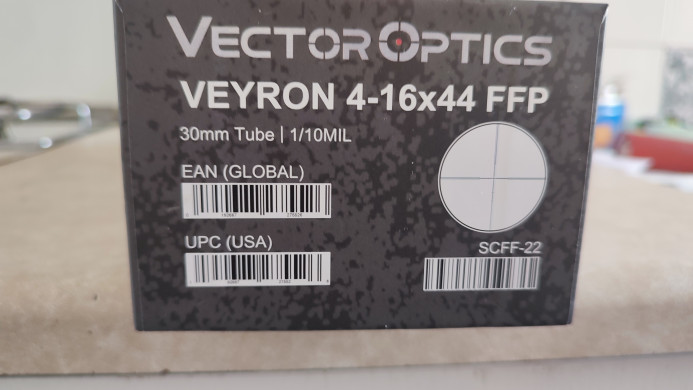 VECTOR OPTICS
VEYRON 4-16x44 FFP
30mm Tube | 1/10MIL
EAN (GLOBAL)
UPC (USA)
SCFF-22